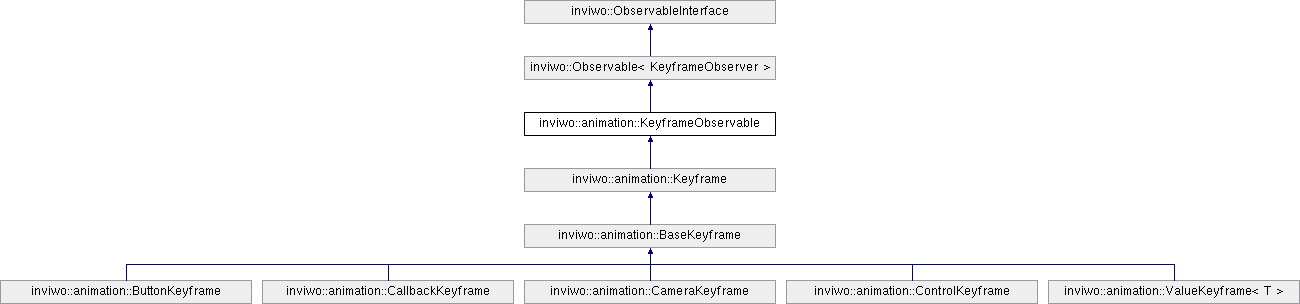 inviwo::ObservableInterface
inviwo::Observable< KeyframeObserver >
inviwo::animation::KeyframeObservable
inviwo::animation::Keyframe
inviwo::animation::BaseKeyframe
inviwo::animation::ButtonKeyframe
inviwo::animation::CallbackKeyframe
inviwo::animation::CameraKeyframe
inviwo::animation::ControlKeyframe
inviwo::animation::ValueKeyframe< T >